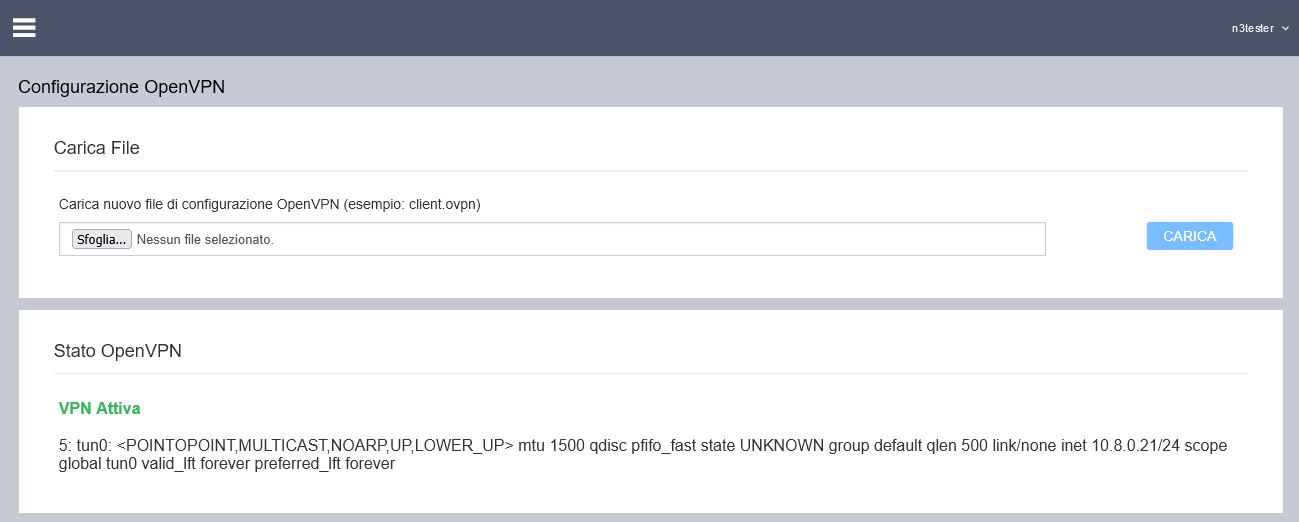 n3tester
Configurazione OpenVPN
Carica File
Carica nuovo file di configurazione OpenVPN (esempio: client.ovpn)
Sfoglia... Nessun file selezionato.
CARICA
Stato OpenVPN
VPN Attiva
5: tun0: <POINTOPOINT,MULTICAST,NOARP,UP,LOWER_UP> mtu 1500 qdisc pfifo_fast state UNKNOWN group default qlen 500 link/none inet 10.8.0.21/24 scope
global tun0 valid_lft forever preferred_lft forever